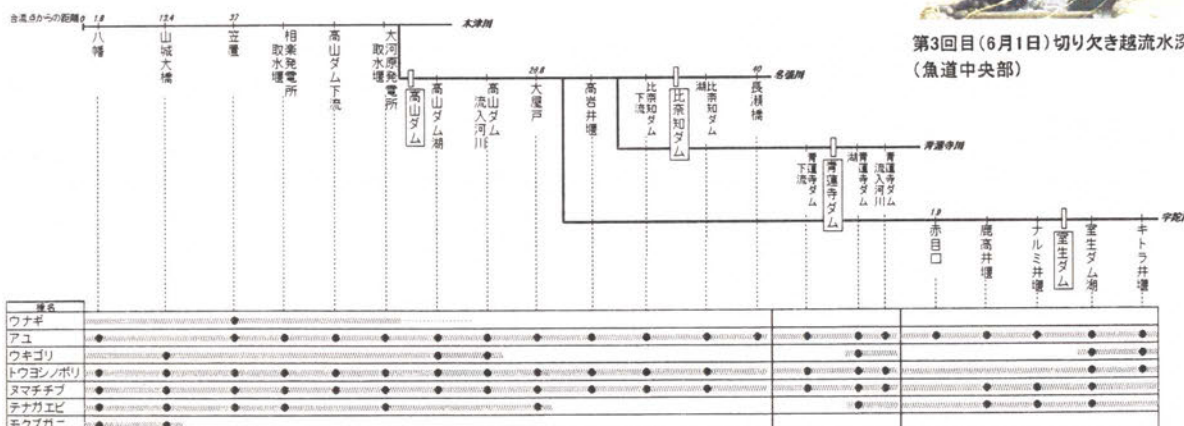 合流点からの距離 0 1.8 13.4 37
木津川
八幡
山城大橋
笠置
相楽発電所
取水堰
高山ダム下流
大河原発電所
取水堰
高山ダム
高山ダム湖
高山ダム
流入河川
28.8
大屋戸
高岩井堰
比奈知ダム
下流
比奈知ダム
比奈知ダム
湖
40
長瀬橋
名張川
青蓮寺川
青蓮寺ダム
下流
青蓮寺ダム
青蓮寺ダム
湖
青蓮寺ダム
流入河川
1.9
赤目口
鹿高井堰
ナルミ井堰
室生ダム
室生ダム湖
キトラ井堰
第3回目(6月1日)切り欠き越流水深
(魚道中央部)
種名
ウナギ
アユ
ウキゴリ
トウヨシノボリ
ヌマチチブ
テナガエビ
モクズガニ